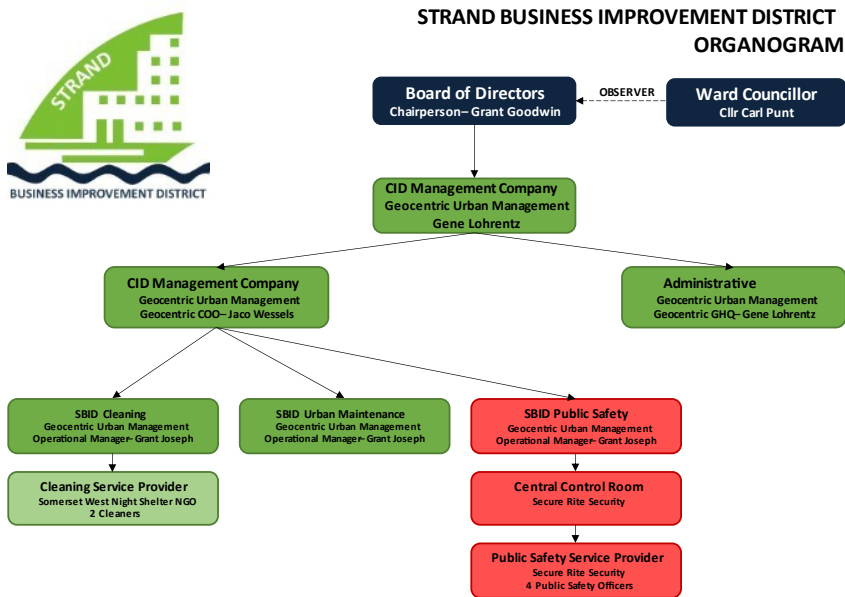 STRAND BUSINESS IMPROVEMENT DISTRICT
ORGANOGRAM
STRAND
BUSINESS IMPROVEMENT DISTRICT
Board of Directors
Chairperson– Grant Goodwin
OBSERVER
Ward Councillor
Cllr Carl Punt
CID Management Company
Geocentric Urban Management
Gene Lohrentz
CID Management Company
Geocentric Urban Management
Geocentric COO– Jaco Wessels
Administrative
Geocentric Urban Management
Geocentric GHQ– Gene Lohrentz
SBID Cleaning
Geocentric Urban Management
Operational Manager– Grant Joseph
SBID Urban Maintenance
Geocentric Urban Management
Operational Manager– Grant Joseph
SBID Public Safety
Geocentric Urban Management
Operational Manager– Grant Joseph
Cleaning Service Provider
Somerset West Night Shelter NGO
2 Cleaners
Central Control Room
Secure Rite Security
Public Safety Service Provider
Secure Rite Security
4 Public Safety Officers